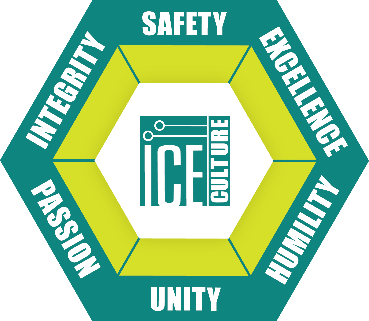 SAFETY
EXCELLENCE
HUMILITY
UNITY
PASSION
INTEGRITY
ICE
CULTURE